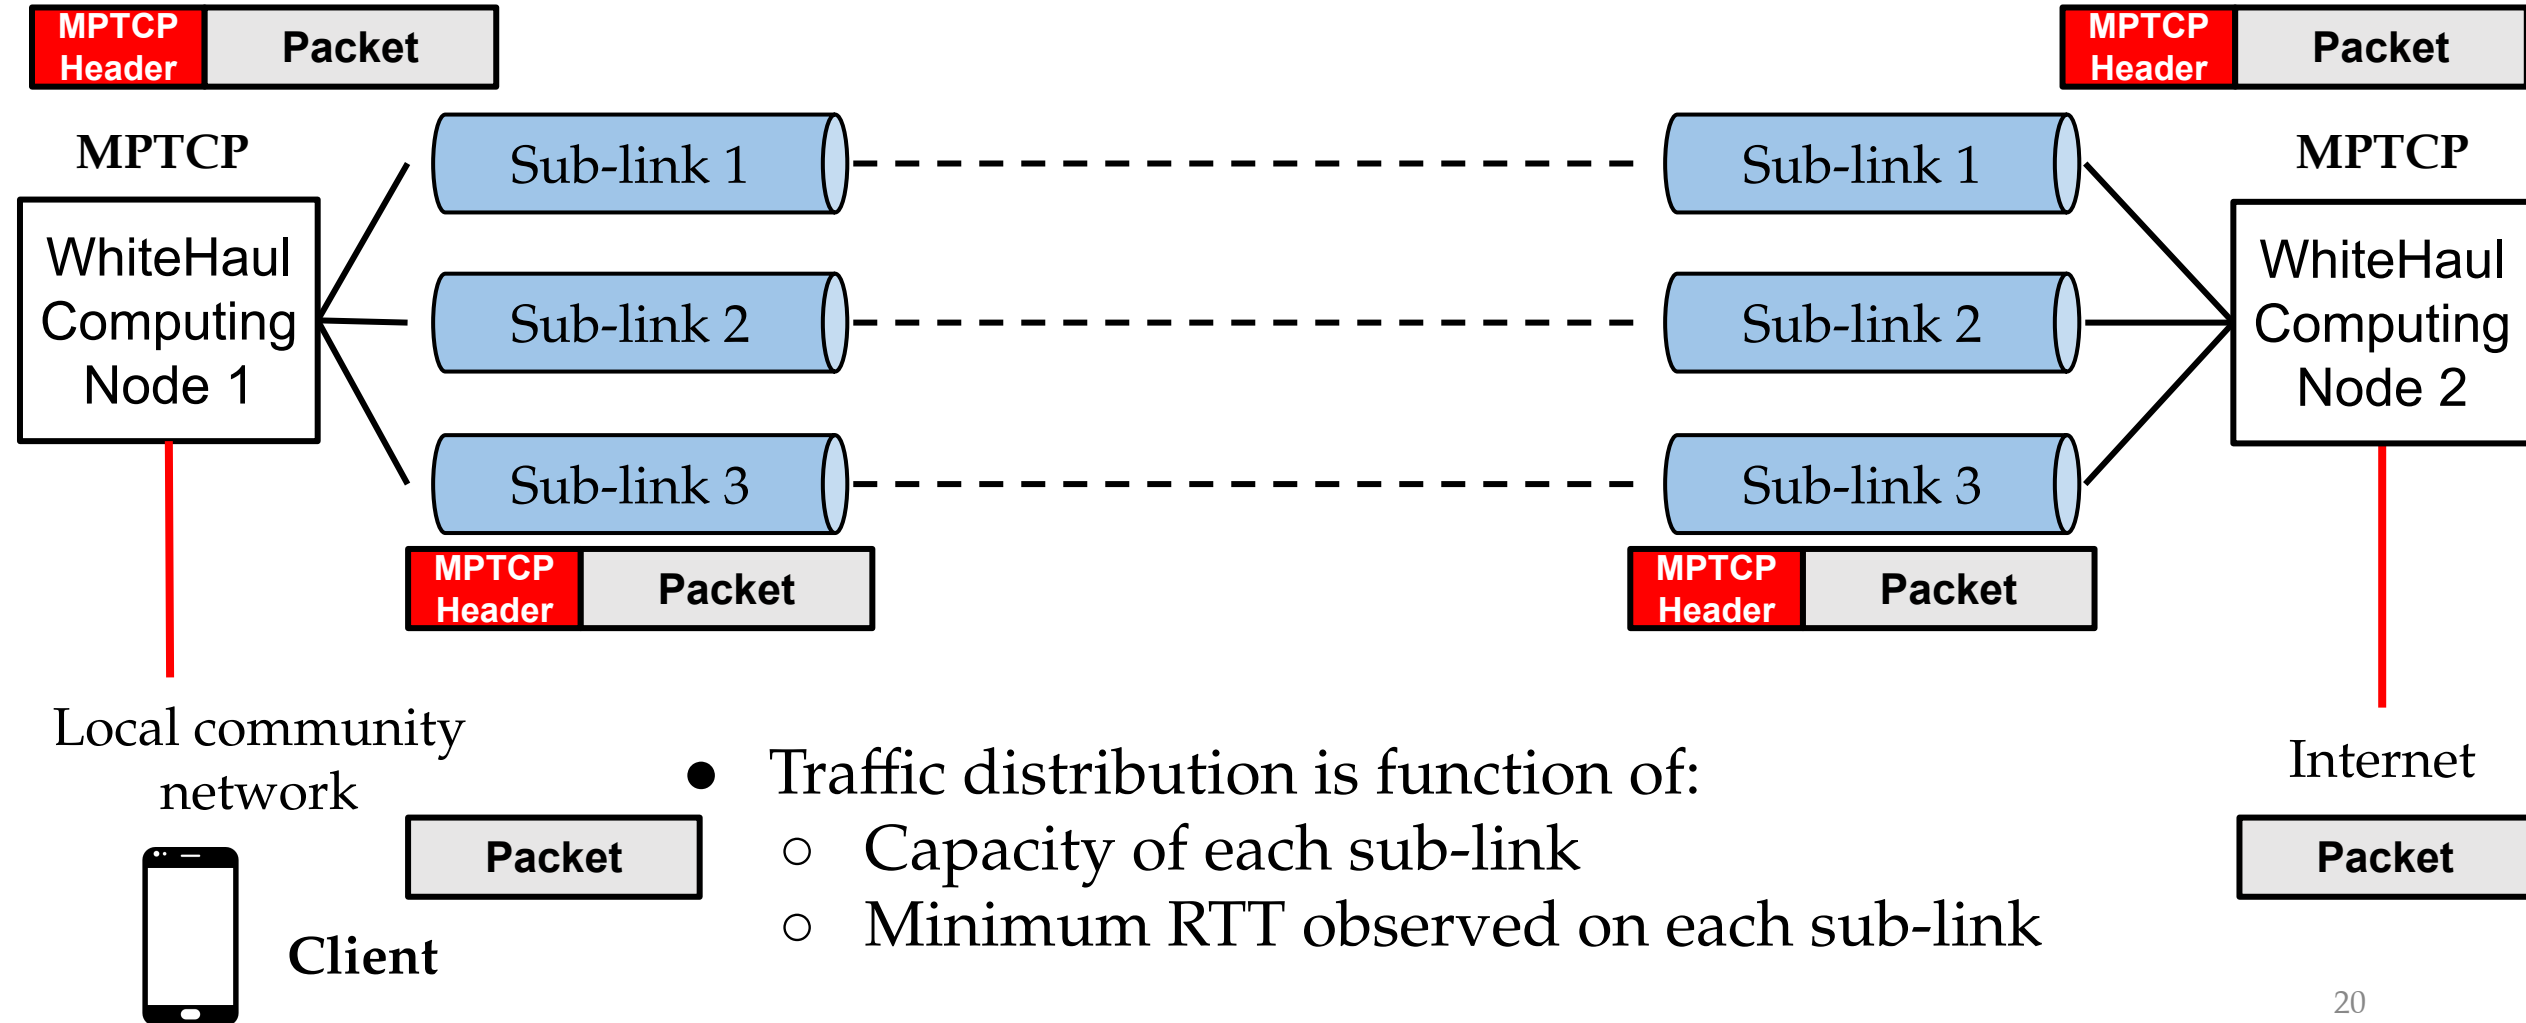 MPTCP
Header
Packet
MPTCP
Header
Packet
MPTCP
MPTCP
Sub-link 1
Sub-link 1
WhiteHaul
Computing
Node 1
Sub-link 2
Sub-link 2
WhiteHaul
Computing
Node 2
Sub-link 3
Sub-link 3
MPTCP
Header
Packet
MPTCP
Header
Packet
Local community
network
Internet
● Traffic distribution is function of:
○ Capacity of each sub-link
○ Minimum RTT observed on each sub-link
Packet
Packet
Client
20